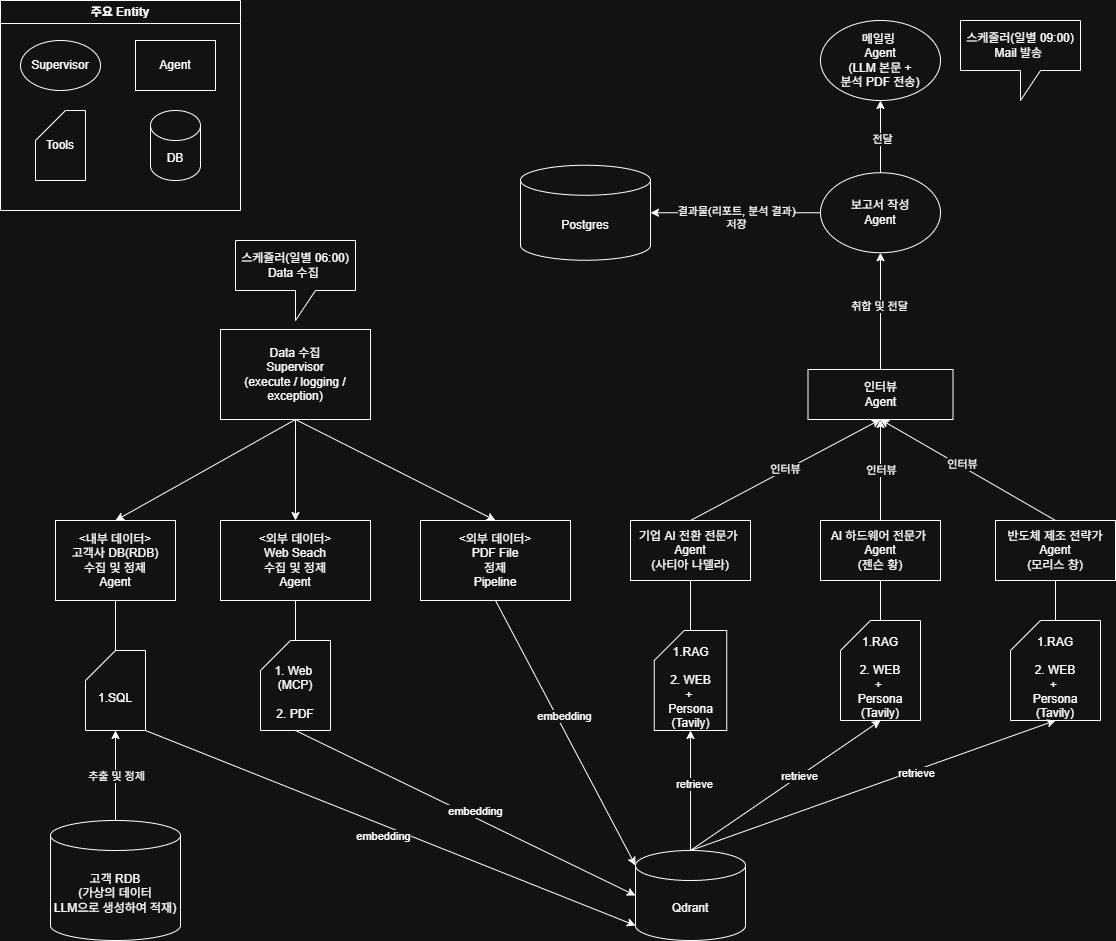 주요 Entity
Supervisor
Agent
Tools
DB
메일링
Agent
(LLM 본문 +
분석 PDF 전송)
스케쥴러(일별 09:00)
Mail 발송
전달
보고서 작성
Agent
결과물(리포트, 분석 결과)
저장
Postgres
취합 및 전달
인터뷰
Agent
인터뷰
인터뷰
인터뷰
스케쥴러(일별 06:00)
Data 수집
Data 수집
Supervisor
(execute / logging /
exception)
<내부 데이터>
고객사 DB(RDB)
수집 및 정제
Agent
<외부 데이터>
Web Seach
수집 및 정제
Agent
<외부 데이터>
PDF File
정제
Pipeline
기업 AI 전환 전문가
Agent
(사티아 나델라)
AI 하드웨어 전문가
Agent
(젠슨 황)
반도체 제조 전략가
Agent
(모리스 창)
1.SQL
1. Web
(MCP)
2. PDF
1.RAG
2. WEB
+
Persona
(Tavily)
1.RAG
2. WEB
+
Persona
(Tavily)
1.RAG
2. WEB
+
Persona
(Tavily)
embedding
추출 및 정제
retrieve
retrieve
retrieve
embedding
embedding
고객 RDB
(가상의 데이터
LLM으로 생성하여 적재)
Qdrant